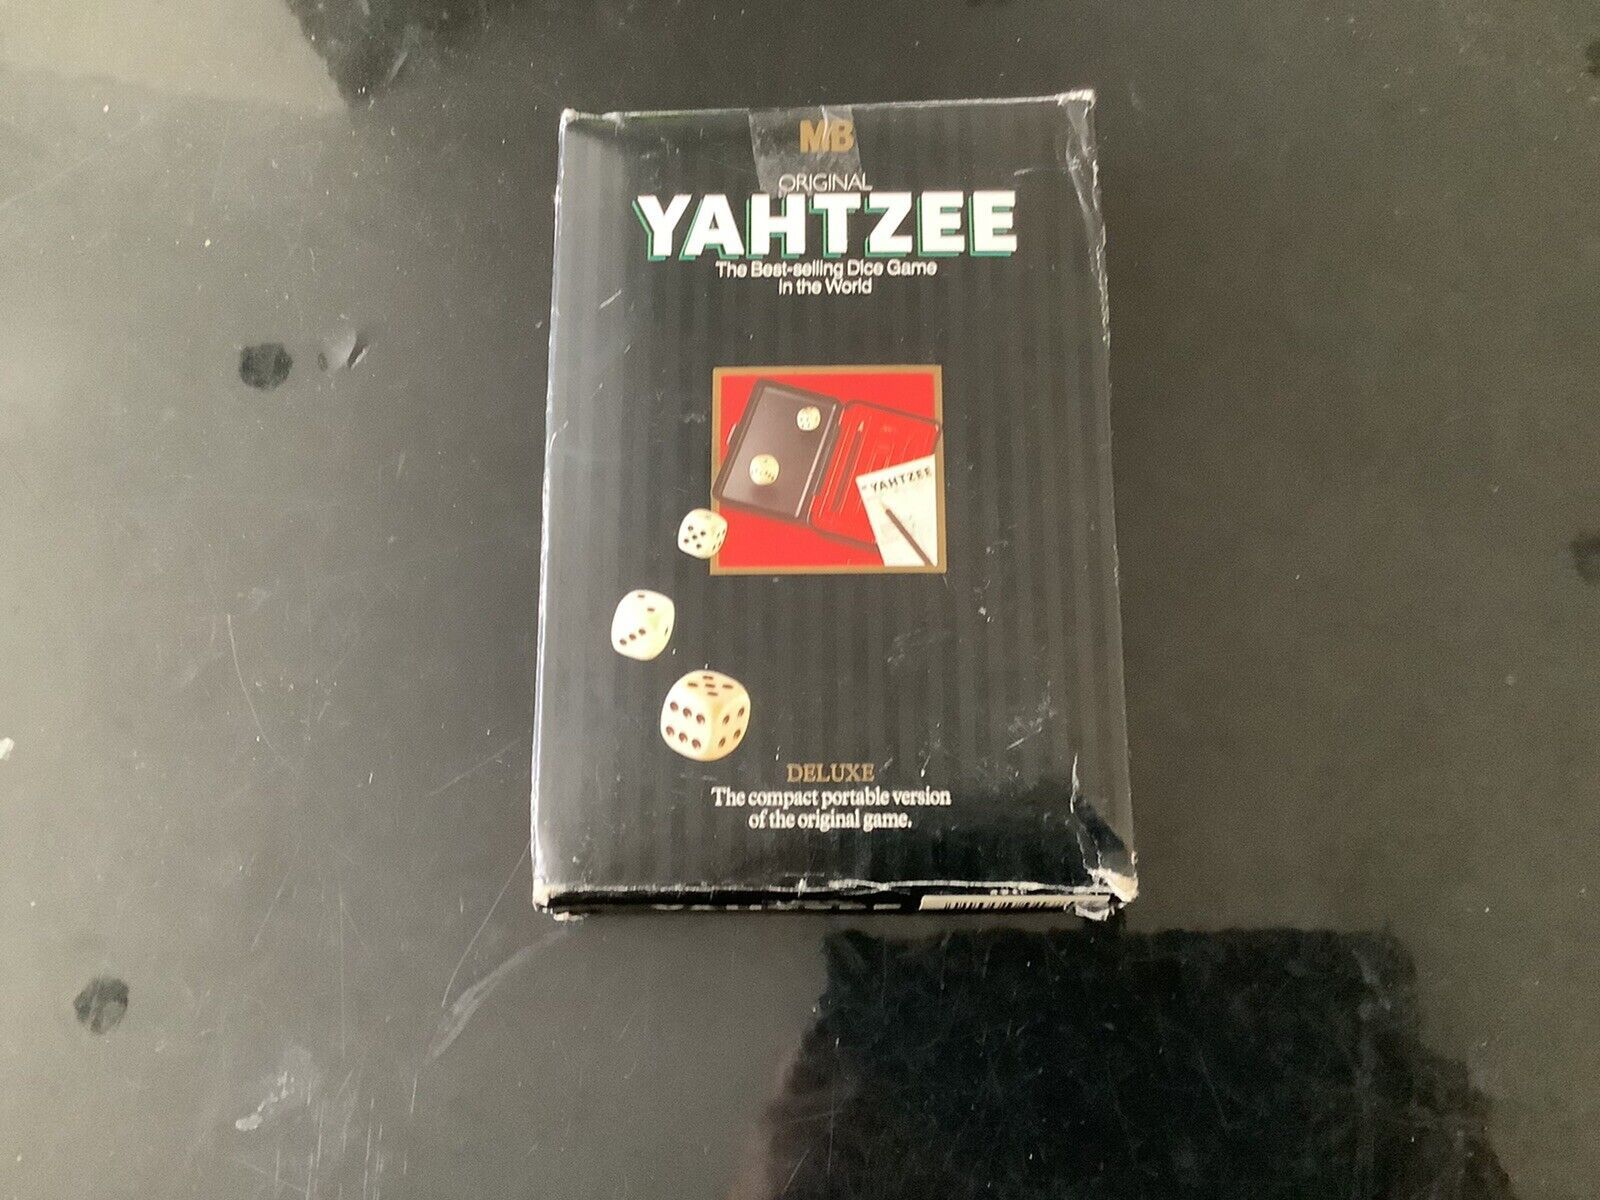 MB
ORIGINAL
YAHTZEE
The Best-selling Dice Game
in the World
YAHTZEE
DELUXE
The compact portable version
of the original game.